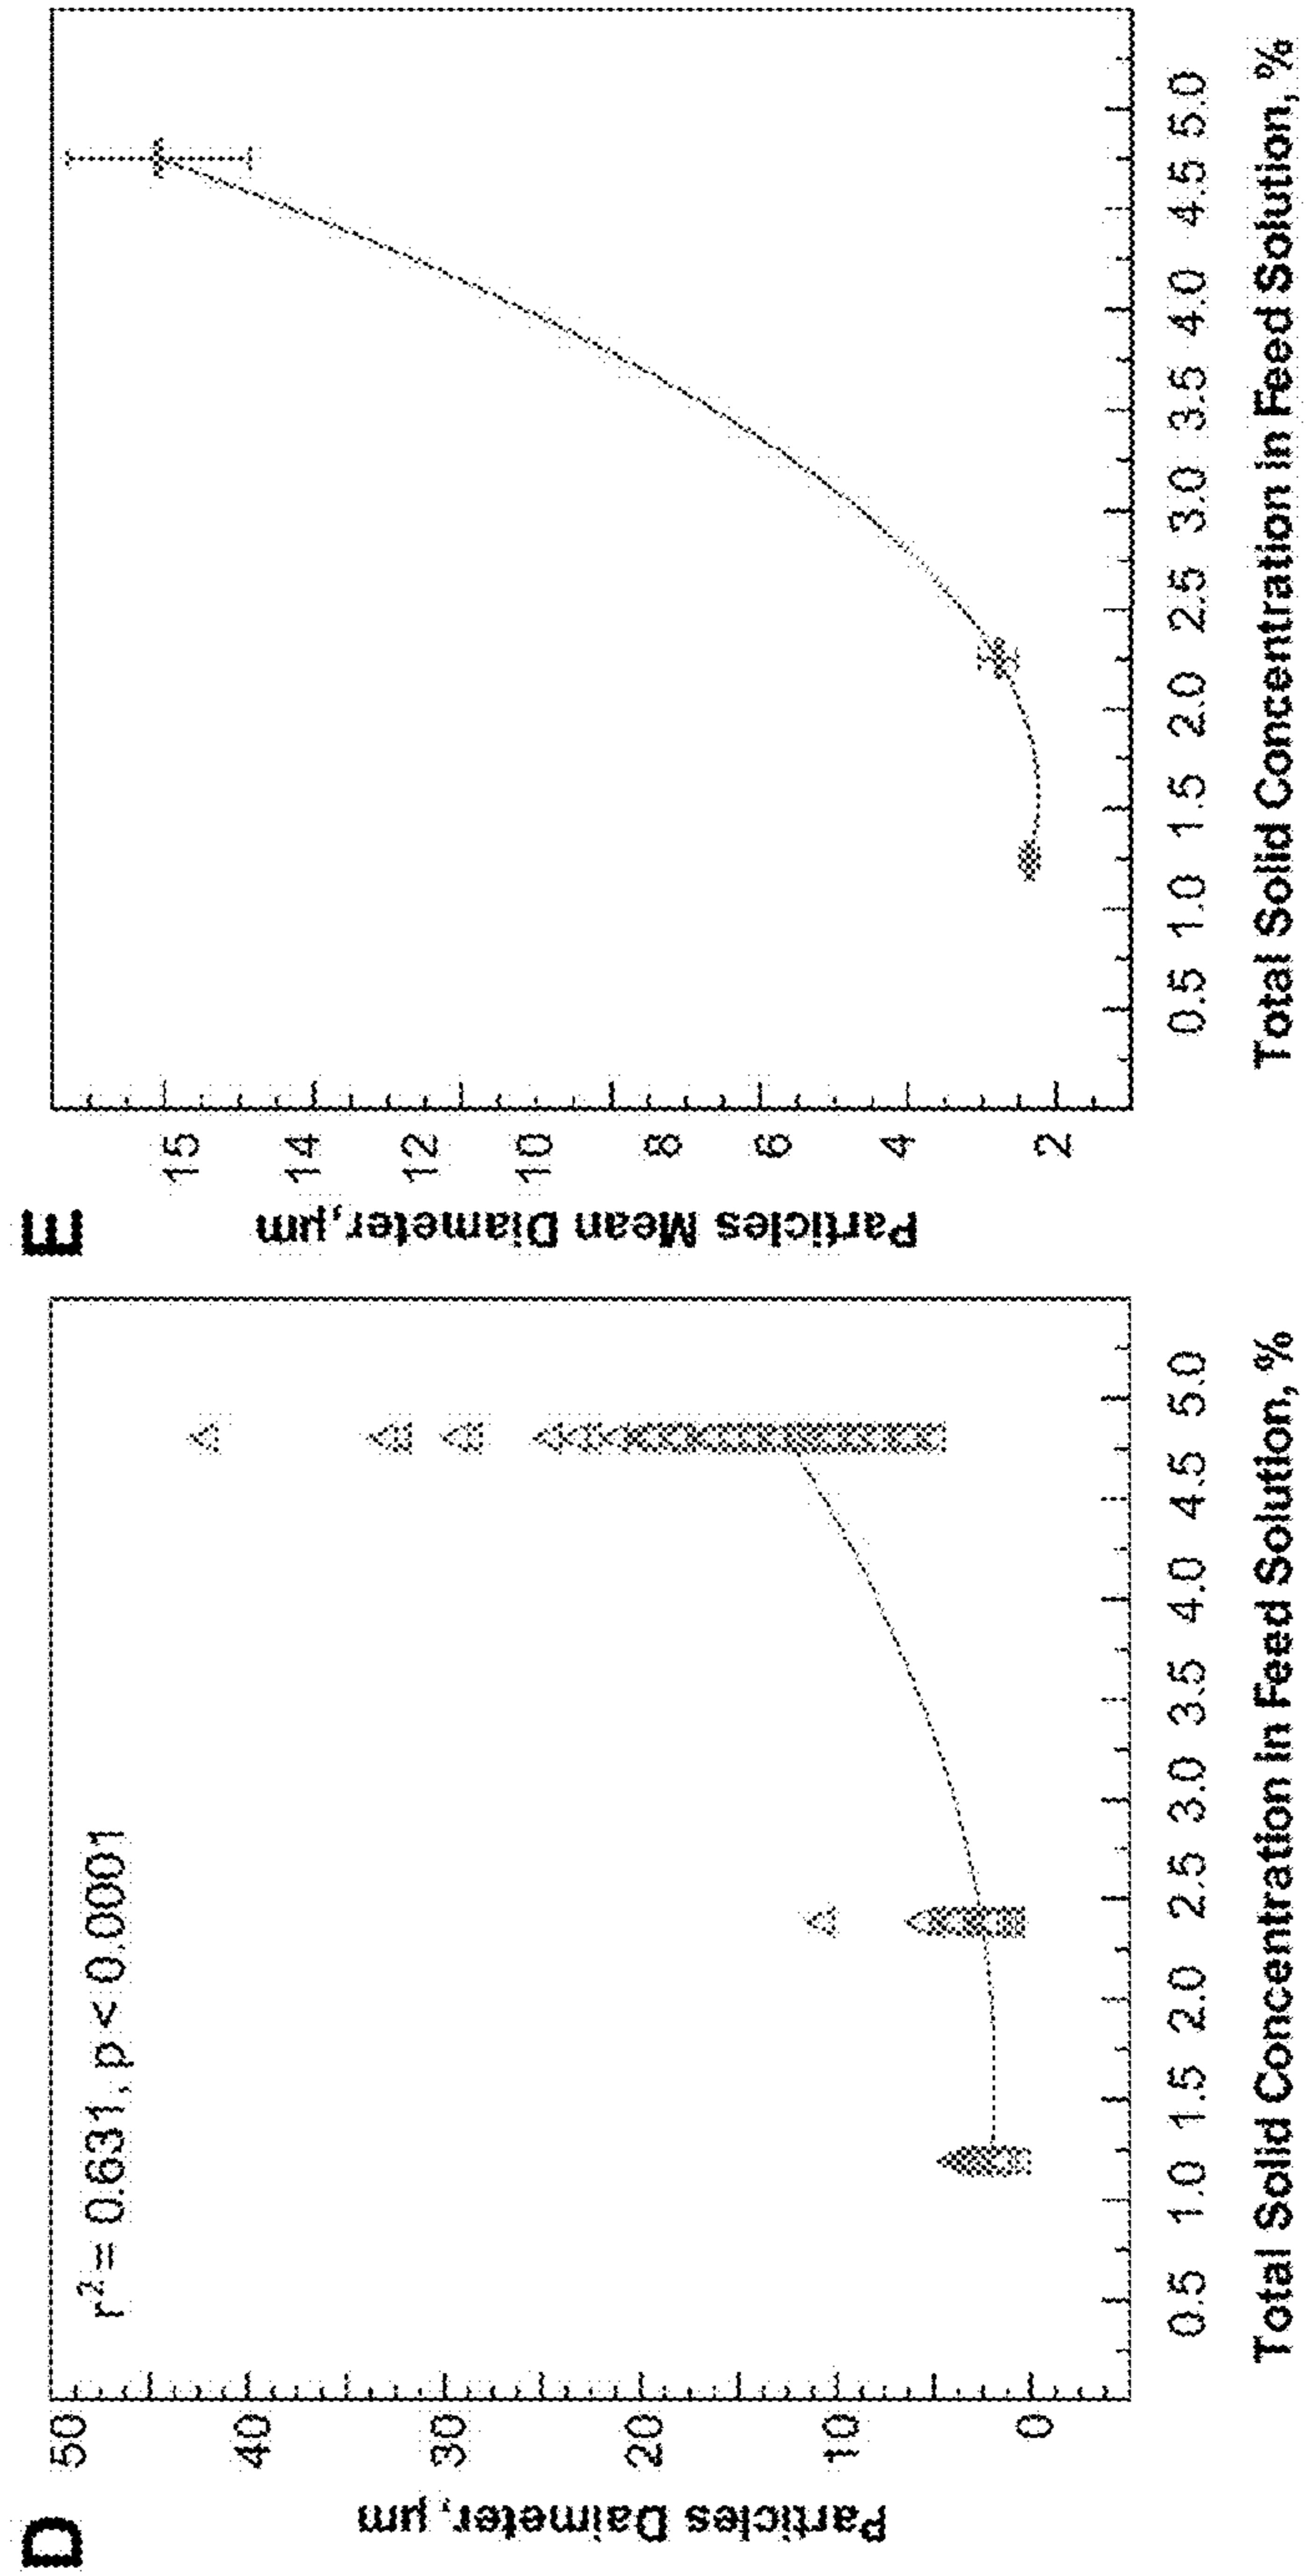 D
r² = 0.631, p < 0.0001
Particles Daimeter, µm
50
40
30
20
10
0
0.5 1.0 1.5 2.0 2.5 3.0 3.5 4.0 4.5 5.0
Total Solid Concentration in Feed Solution, %
E
Particles Mean Diameter, µm
15
14
12
10
8
6
4
2
0.5 1.0 1.5 2.0 2.5 3.0 3.5 4.0 4.5 5.0
Total Solid Concentration in Feed Solution, %